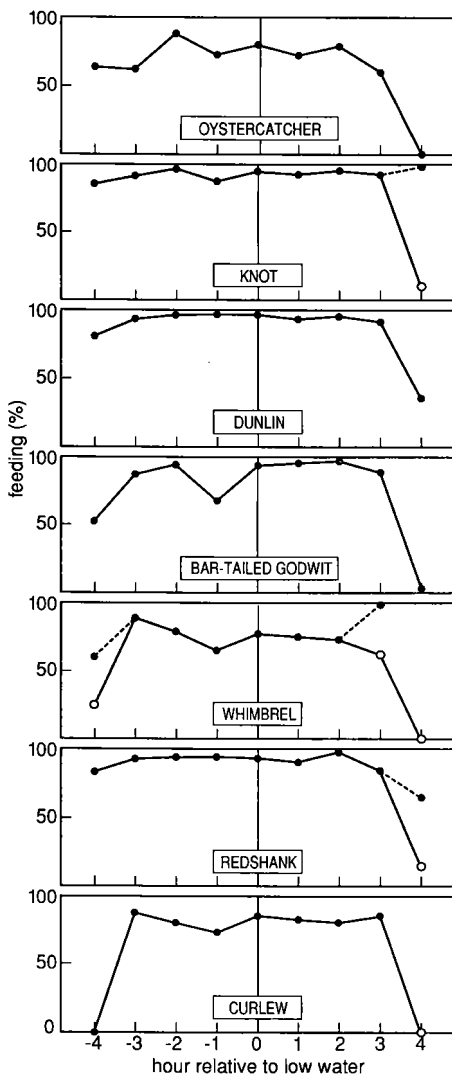 100
50
OYSTERCATCHER
100
50
KNOT
100
50
DUNLIN
100
50
BAR-TAILED GODWIT
100
50
WHIMBREL
100
50
REDSHANK
100
50
0
CURLEW
-4 -3 -2 -1 0 1 2 3 4
hour relative to low water
feeding (%)